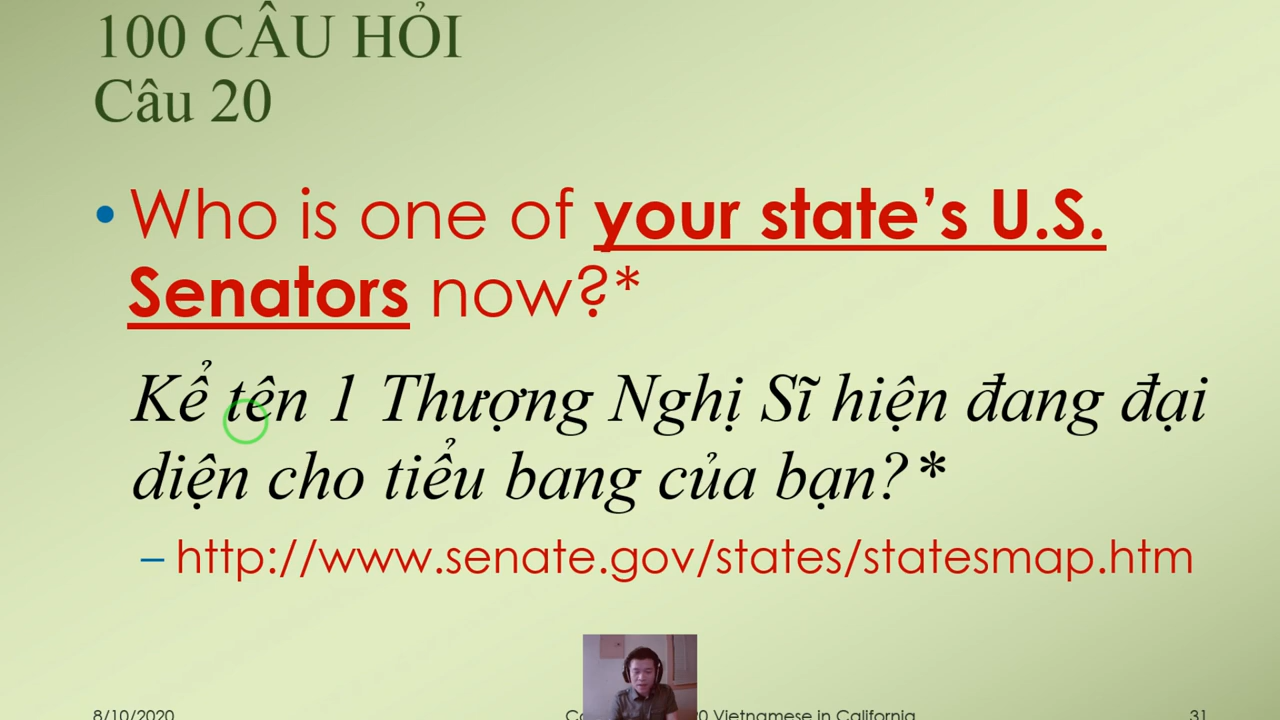 100 CÂU HỎI
Câu 20
• Who is one of your state’s U.S.
Senators now?*
Kể tên 1 Thượng Nghị Sĩ hiện đang đại
diện cho tiểu bang của bạn?*
– http://www.senate.gov/states/statesmap.htm
8/10/2020
Vietnamese in California
31